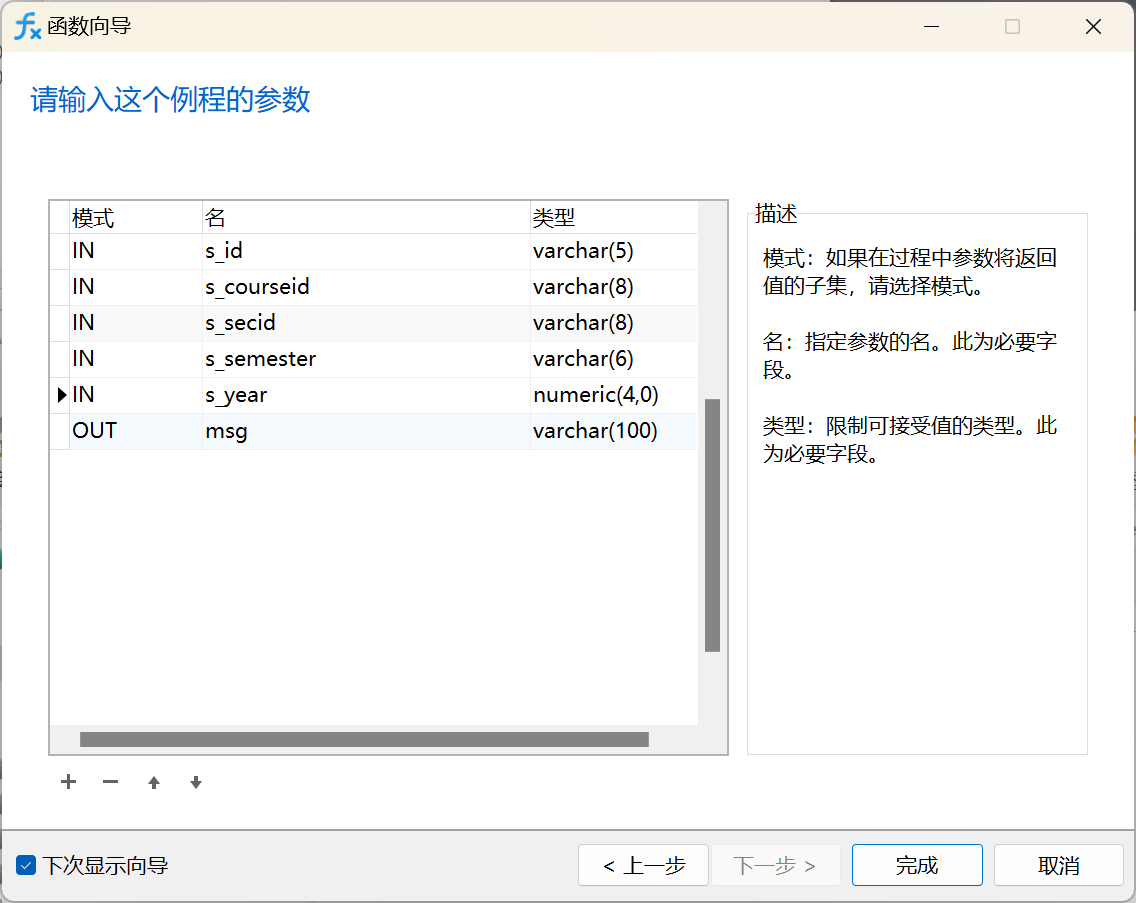 函数向导
请输入这个例程的参数
模式 名 类型
IN s_id varchar(5)
IN s_courseid varchar(8)
IN s_secid varchar(8)
IN s_semester varchar(6)
IN s_year numeric(4,0)
OUT msg varchar(100)
描述
模式：如果在过程中参数将返回
值的子集，请选择模式。
名：指定参数的名。此为必要字
段。
类型：限制可接受值的类型。此
为必要字段。
下次显示向导
< 上一步
下一步 >
完成
取消